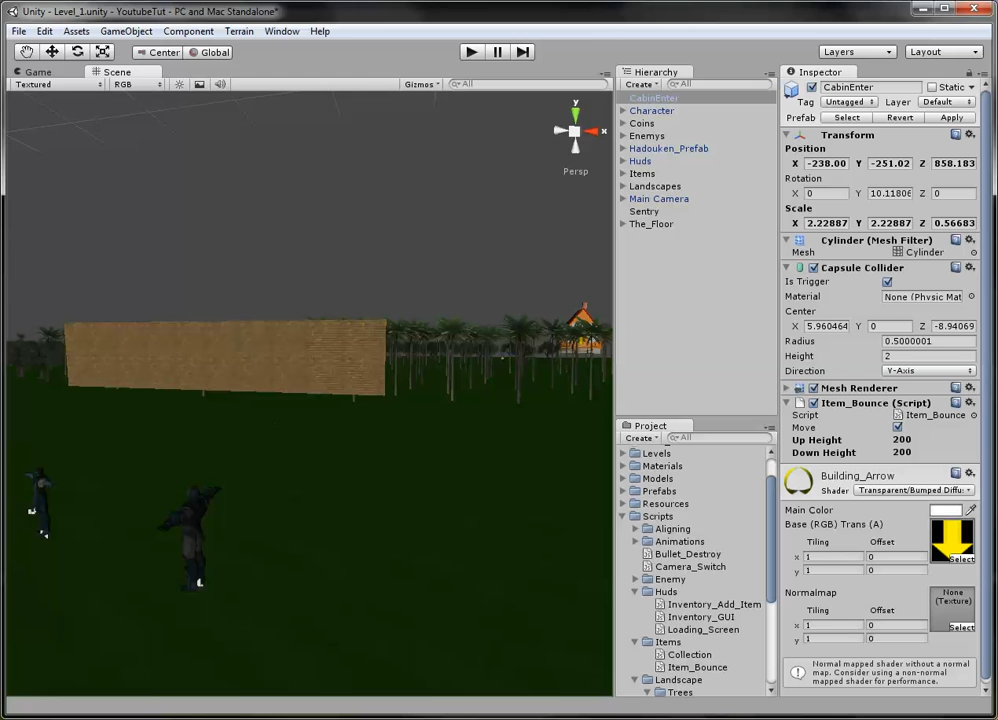 Unity - Level_1.unity - YoutubeTut - PC and Mac Standalone*
File Edit Assets GameObject Component Terrain Window Help
Center Global Layers Layout
Game Scene
Textured RGB Gizmos All
y
x
Persp
Hierarchy
Create All
CabinEnter
Character
Coins
Enemys
Hadouken_Prefab
Huds
Items
Landscapes
Main Camera
Sentry
The_Floor
Project
Create All
Levels
Materials
Models
Prefabs
Resources
Scripts
Aligning
Animations
Bullet_Destroy
Camera_Switch
Enemy
Huds
Inventory_Add_Item
Inventory_GUI
Loading_Screen
Items
Collection
Item_Bounce
Landscape
Trees
Inspector
CabinEnter Static
Tag Untagged Layer Default
Prefab Select Revert Apply
Transform
Position
X -238.00 Y -251.02 Z 858.183
Rotation
X 0 Y 10.11806 Z 0
Scale
X 2.22887 Y 2.22887 Z 0.56683
Cylinder (Mesh Filter)
Mesh Cylinder
Capsule Collider
Is Trigger
Material None (Physic Mat
Center
X 5.960464 Y 0 Z -8.94069
Radius 0.5000001
Height 2
Direction Y-Axis
Mesh Renderer
Item_Bounce (Script)
Script Item_Bounce
Move
Up Height 200
Down Height 200
Building_Arrow
Shader Transparent/Bumped Diffu
Main Color
Base (RGB) Trans (A)
Tiling Offset
x 1 0
y 1 0
Select
Normalmap
None
(Texture)
Tiling Offset
x 1 0
y 1 0
Select
Normal mapped shader without a normal
map. Consider using a non-normal
mapped shader for performance.